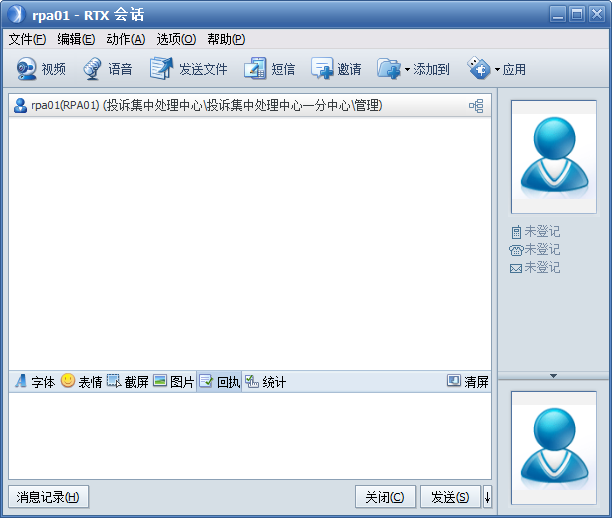 rpa01 - RTX 会话
文件(F) 编辑(E) 动作(A) 选项(O) 帮助(P)
视频 语音 发送文件 短信 邀请 添加到 应用
rpa01(RPA01) (投诉集中处理中心\投诉集中处理中心一分中心\管理)
未登记
未登记
未登记
字体 表情 截屏 图片 回执 统计 清屏
消息记录(H) 关闭(C) 发送(S)